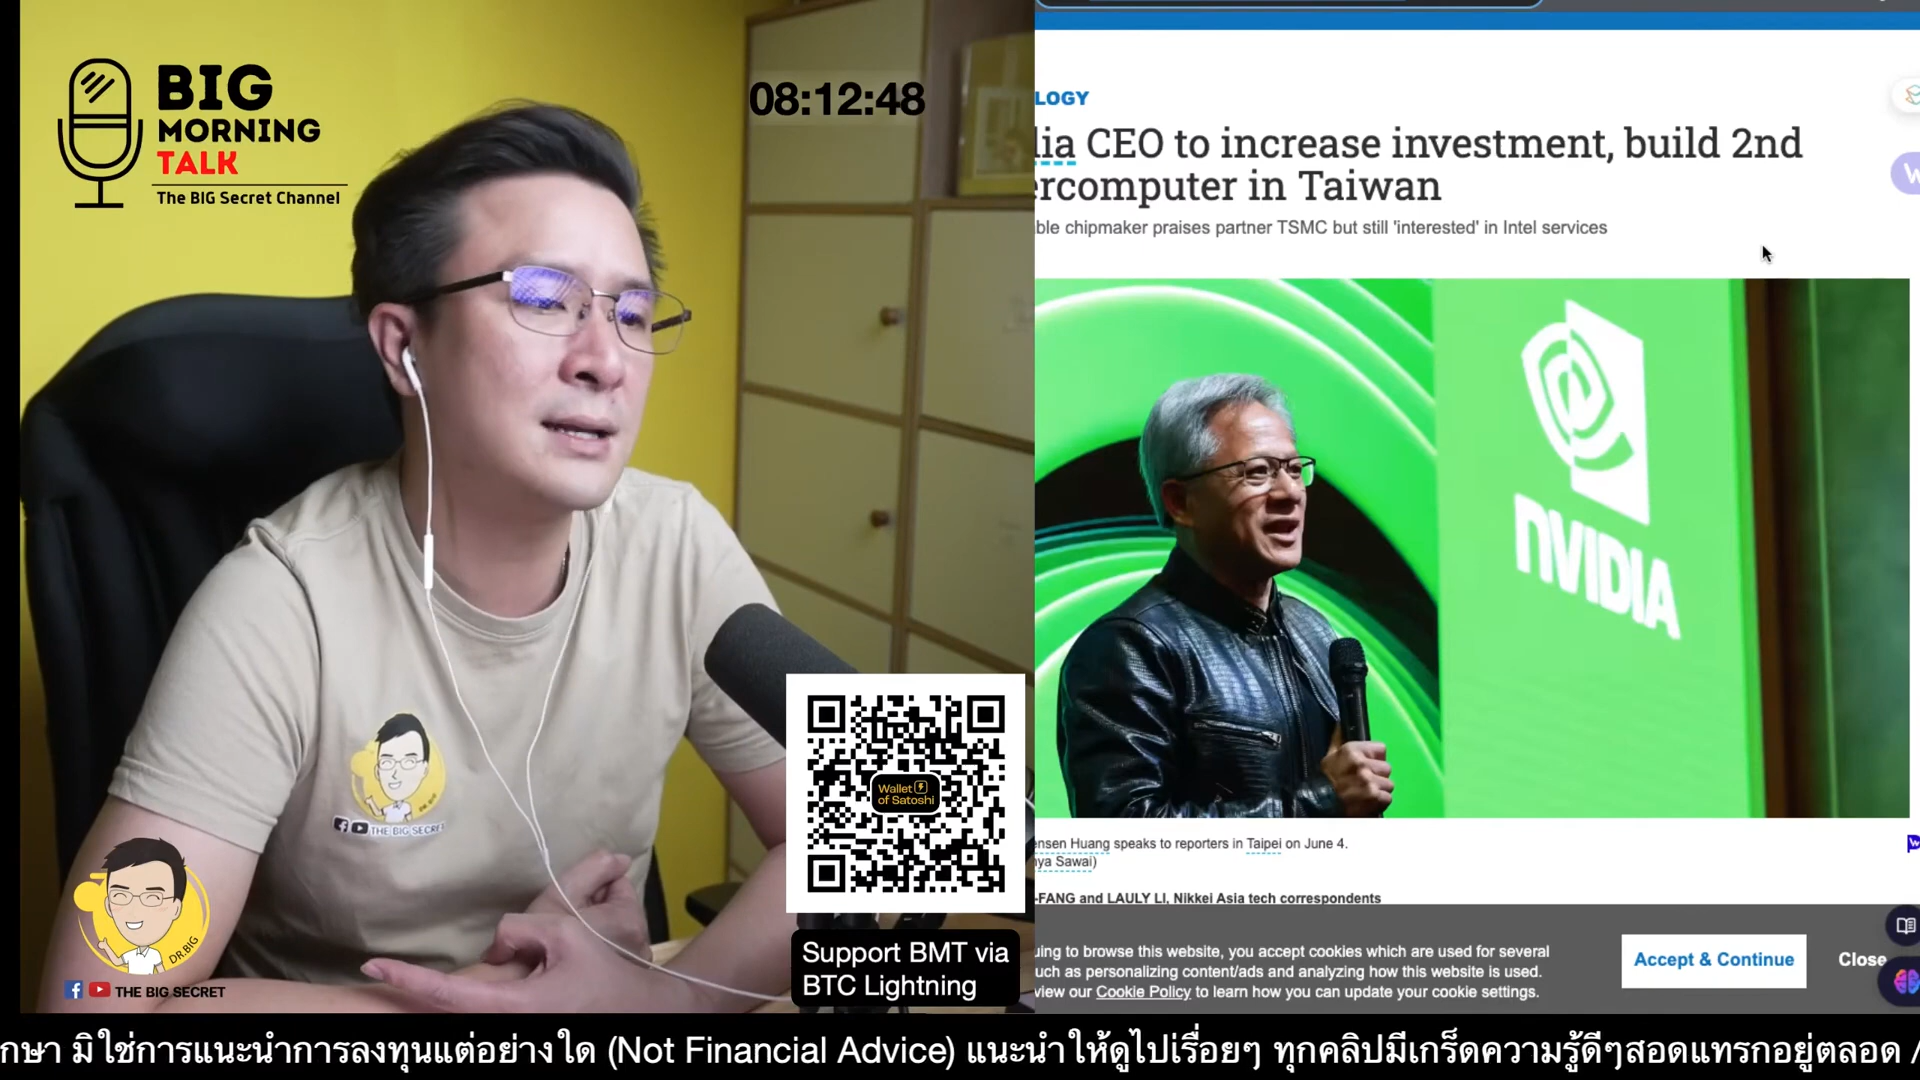 BIG
MORNING
TALK
The BIG Secret Channel
08:12:48
LOGY
lia CEO to increase investment, build 2nd
ercomputer in Taiwan
ble chipmaker praises partner TSMC but still 'interested' in Intel services
NVIDIA
THE BIG SECRET
DR.BIG
THE BIG SECRET
Wallet
of Satoshi
Support BMT via
BTC Lightning
ensen Huang speaks to reporters in Taipei on June 4.
ya Sawai)
-FANG and LAULY LI, Nikkei Asia tech correspondents
uing to browse this website, you accept cookies which are used for several
uch as personalizing content/ads and analyzing how this website is used.
view our Cookie Policy to learn how you can update your cookie settings.
Accept & Continue
Close
กษา มิใช่การแนะนำการลงทุนแต่อย่างใด (Not Financial Advice) แนะนำให้ดูไปเรื่อยๆ ทุกคลิปมีเกร็ดความรู้ดีๆสอดแทรกอยู่ตลอด /